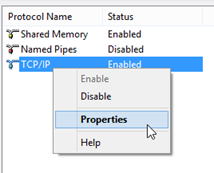 Protocol Name Status
Shared Memory Enabled
Named Pipes Disabled
TCP/IP Enabled
Enable
Disable
Properties
Help